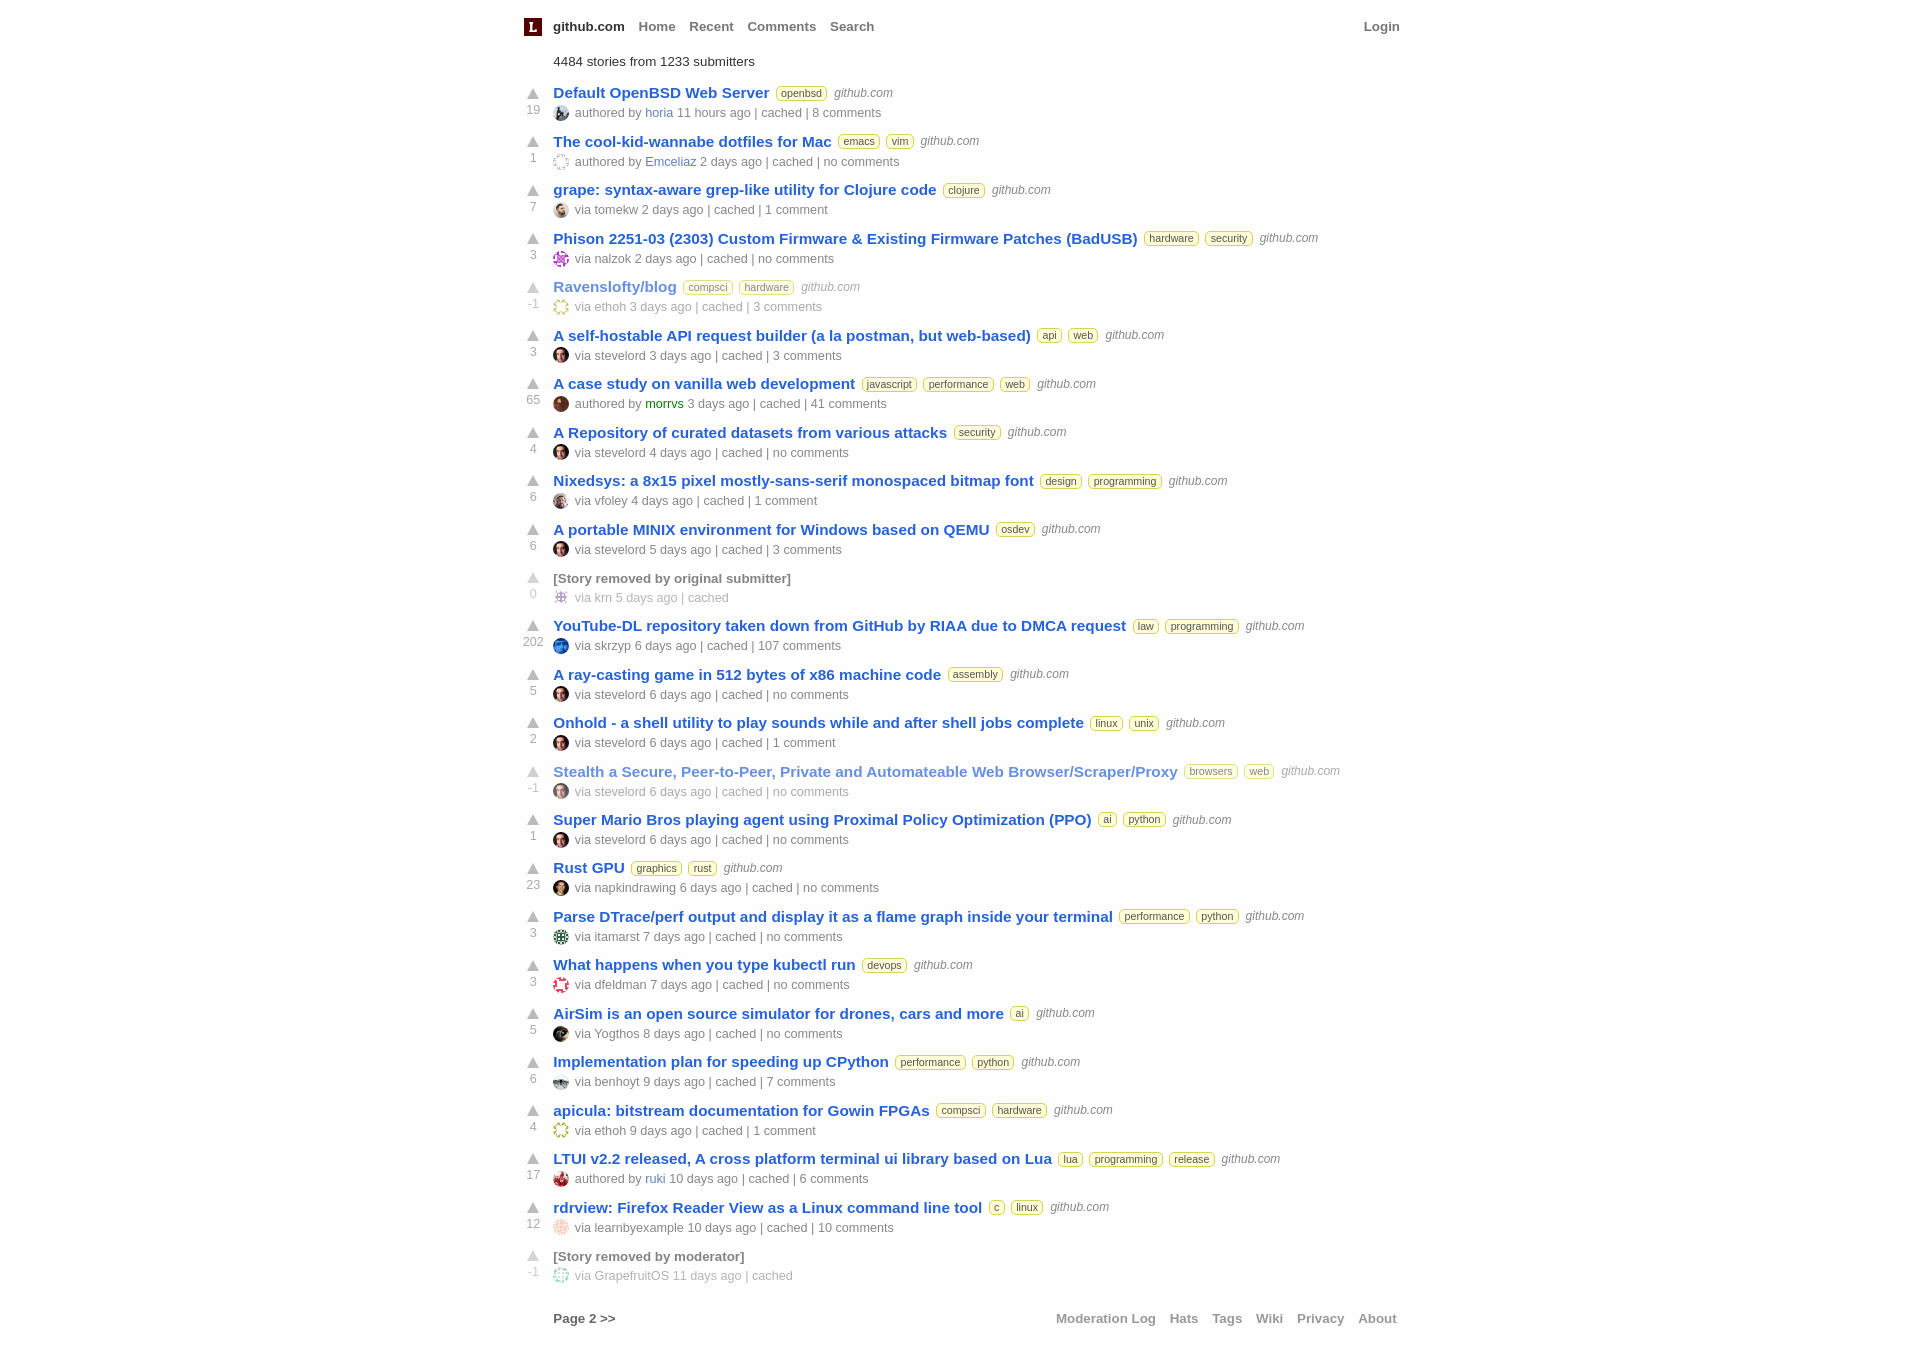 L github.com Home Recent Comments Search Login
4484 stories from 1233 submitters
Default OpenBSD Web Server openbsd github.com
19 authored by horia 11 hours ago | cached | 8 comments
The cool-kid-wannabe dotfiles for Mac emacs vim github.com
1 authored by Emceliaz 2 days ago | cached | no comments
grape: syntax-aware grep-like utility for Clojure code clojure github.com
7 via tomekw 2 days ago | cached | 1 comment
Phison 2251-03 (2303) Custom Firmware & Existing Firmware Patches (BadUSB) hardware security github.com
3 via nalzok 2 days ago | cached | no comments
Ravenslofty/blog compsci hardware github.com
-1 via ethoh 3 days ago | cached | 3 comments
A self-hostable API request builder (a la postman, but web-based) api web github.com
3 via stevelord 3 days ago | cached | 3 comments
A case study on vanilla web development javascript performance web github.com
65 authored by morrvs 3 days ago | cached | 41 comments
A Repository of curated datasets from various attacks security github.com
4 via stevelord 4 days ago | cached | no comments
Nixedsys: a 8x15 pixel mostly-sans-serif monospaced bitmap font design programming github.com
6 via vfoley 4 days ago | cached | 1 comment
A portable MINIX environment for Windows based on QEMU osdev github.com
6 via stevelord 5 days ago | cached | 3 comments
[Story removed by original submitter]
0 via krn 5 days ago | cached
YouTube-DL repository taken down from GitHub by RIAA due to DMCA request law programming github.com
202 via skrzyp 6 days ago | cached | 107 comments
A ray-casting game in 512 bytes of x86 machine code assembly github.com
5 via stevelord 6 days ago | cached | no comments
Onhold - a shell utility to play sounds while and after shell jobs complete linux unix github.com
2 via stevelord 6 days ago | cached | 1 comment
Stealth a Secure, Peer-to-Peer, Private and Automateable Web Browser/Scraper/Proxy browsers web github.com
-1 via stevelord 6 days ago | cached | no comments
Super Mario Bros playing agent using Proximal Policy Optimization (PPO) ai python github.com
1 via stevelord 6 days ago | cached | no comments
Rust GPU graphics rust github.com
23 via napkindrawing 6 days ago | cached | no comments
Parse DTrace/perf output and display it as a flame graph inside your terminal performance python github.com
3 via itamarst 7 days ago | cached | no comments
What happens when you type kubectl run devops github.com
3 via dfeldman 7 days ago | cached | no comments
AirSim is an open source simulator for drones, cars and more ai github.com
5 via Yogthos 8 days ago | cached | no comments
Implementation plan for speeding up CPython performance python github.com
6 via benhoyt 9 days ago | cached | 7 comments
apicula: bitstream documentation for Gowin FPGAs compsci hardware github.com
4 via ethoh 9 days ago | cached | 1 comment
LTUI v2.2 released, A cross platform terminal ui library based on Lua lua programming release github.com
17 authored by ruki 10 days ago | cached | 6 comments
rdrview: Firefox Reader View as a Linux command line tool c linux github.com
12 via learnbyexample 10 days ago | cached | 10 comments
[Story removed by moderator]
-1 via GrapefruitOS 11 days ago | cached
Page 2 >> Moderation Log Hats Tags Wiki Privacy About